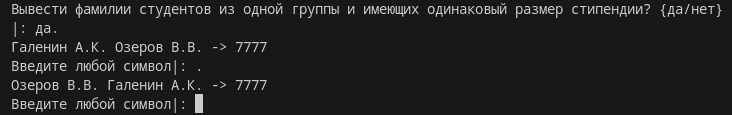 Вывести фамилии студентов из одной группы и имеющих одинаковый размер стипендии? {да/нет}
|: да.
Галенин А.К. Озеров В.В. -> 7777
Введите любой символ|: .
Озеров В.В. Галенин А.К. -> 7777
Введите любой символ|: